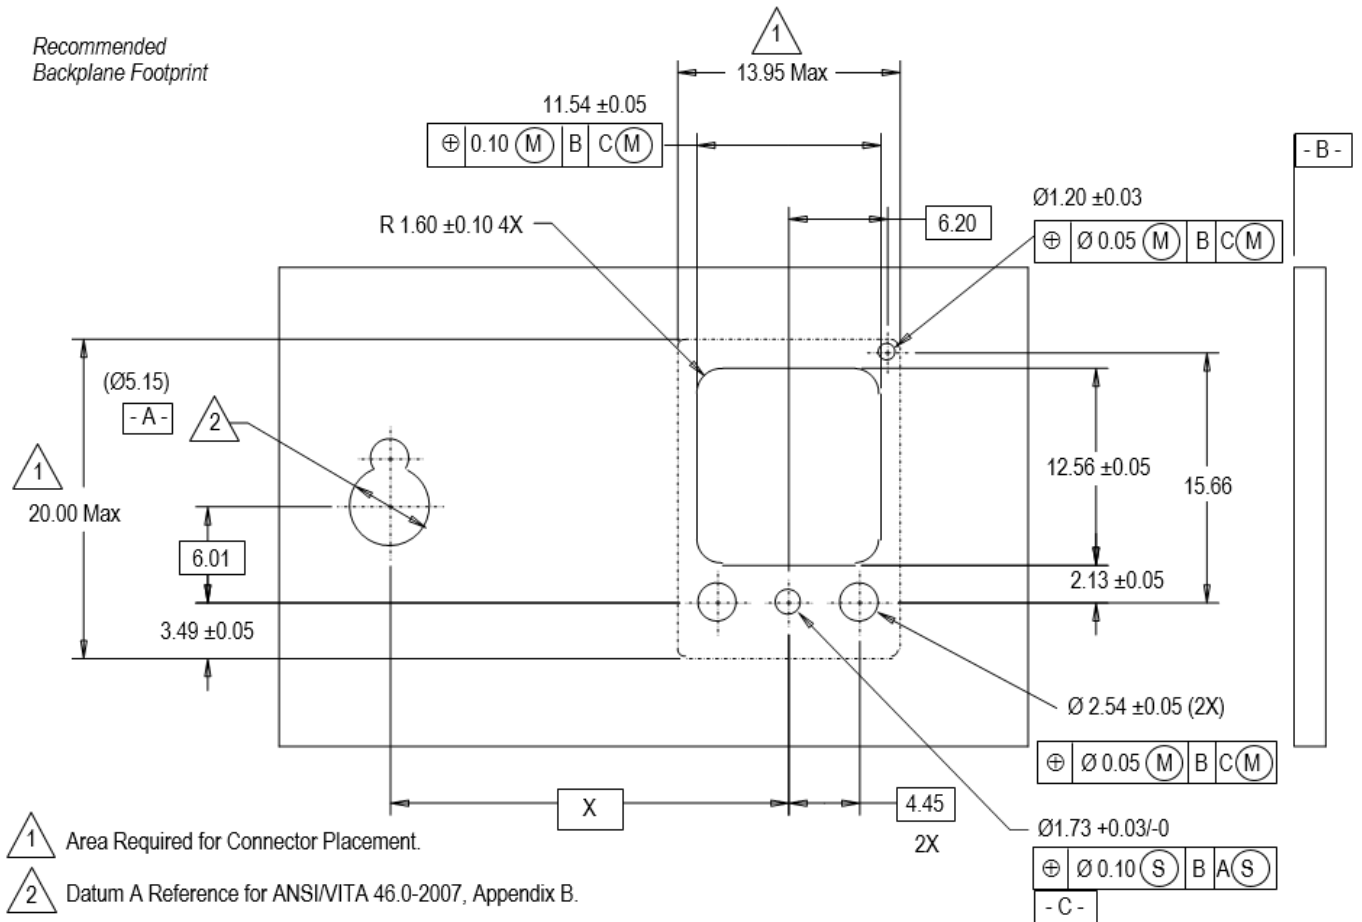 Recommended
Backplane Footprint
1
13.95 Max
11.54 ±0.05
⊕ 0.10 Ⓜ B C Ⓜ
- B -
R 1.60 ±0.10 4X
6.20
Ø1.20 ±0.03
⊕ Ø 0.05 Ⓜ B C Ⓜ
(Ø5.15)
- A -
2
1
20.00 Max
12.56 ±0.05
15.66
6.01
2.13 ±0.05
3.49 ±0.05
Ø 2.54 ±0.05 (2X)
⊕ Ø 0.05 Ⓜ B C Ⓜ
X
4.45
2X
Ø1.73 +0.03/-0
⊕ Ø 0.10 Ⓢ B A Ⓢ
- C -
1 Area Required for Connector Placement.
2 Datum A Reference for ANSI/VITA 46.0-2007, Appendix B.